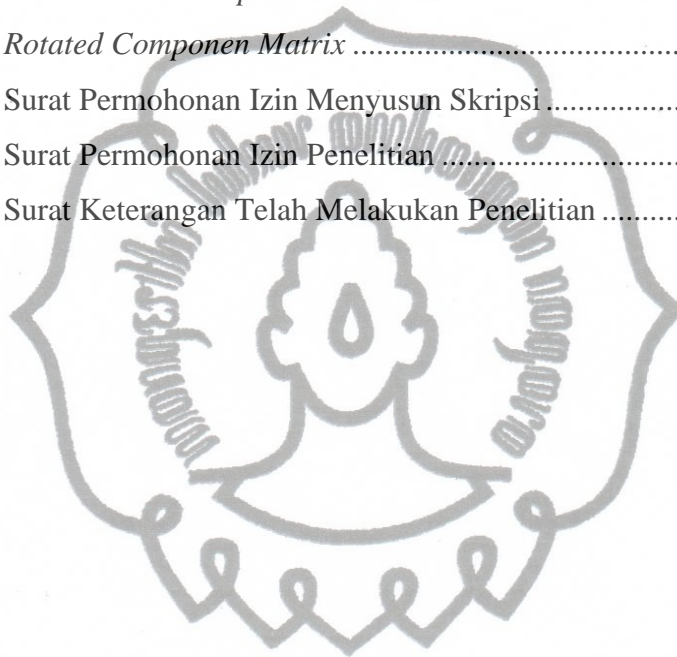 Rotated Componen Matrix ..........................................
Surat Permohonan Izin Menyusun Skripsi .................
Surat Permohonan Izin Penelitian ..............................
Surat Keterangan Telah Melakukan Penelitian ..........